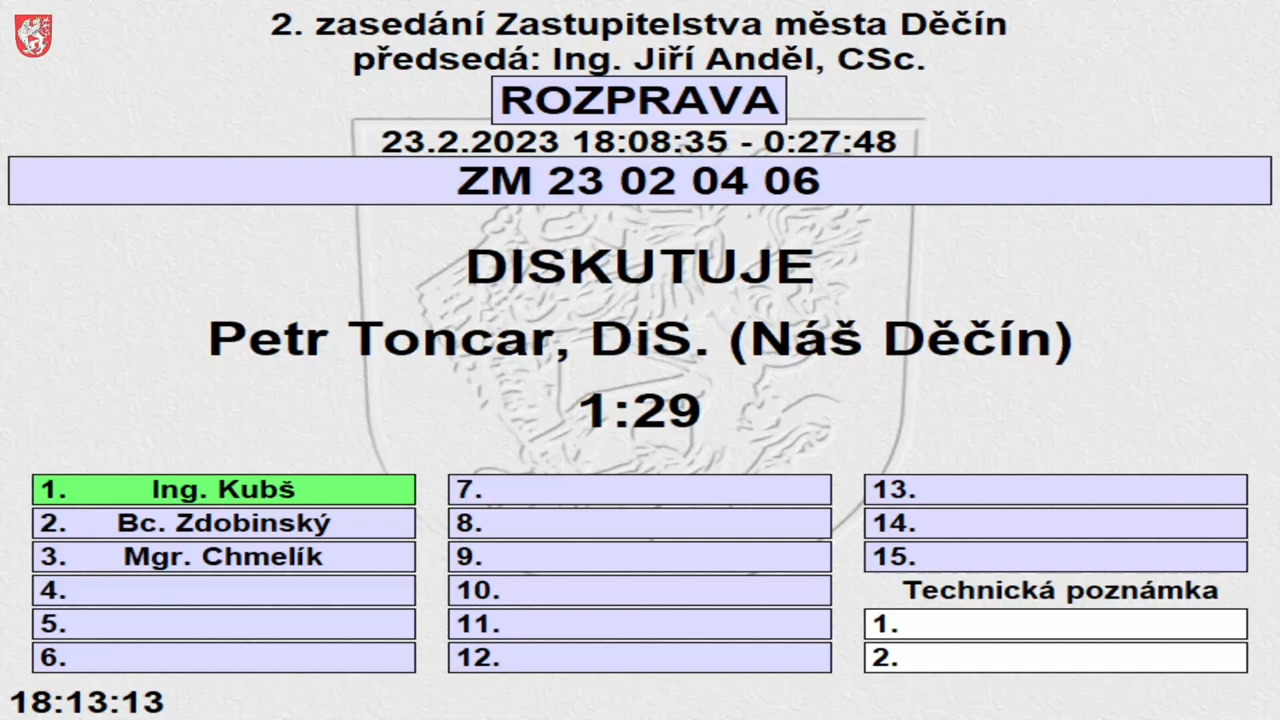 2. zasedání Zastupitelstva města Děčín
předsedá: Ing. Jiří Anděl, CSc.
ROZPRAVA
23.2.2023 18:08:35 - 0:27:48
ZM 23 02 04 06
DISKUTUJE
Petr Toncar, DiS. (Náš Děčín)
1:29
1. Ing. Kubš
2. Bc. Zdobinský
3. Mgr. Chmelík
4.
5.
6.
7.
8.
9.
10.
11.
12.
13.
14.
15.
Technická poznámka
1.
2.
18:13:13